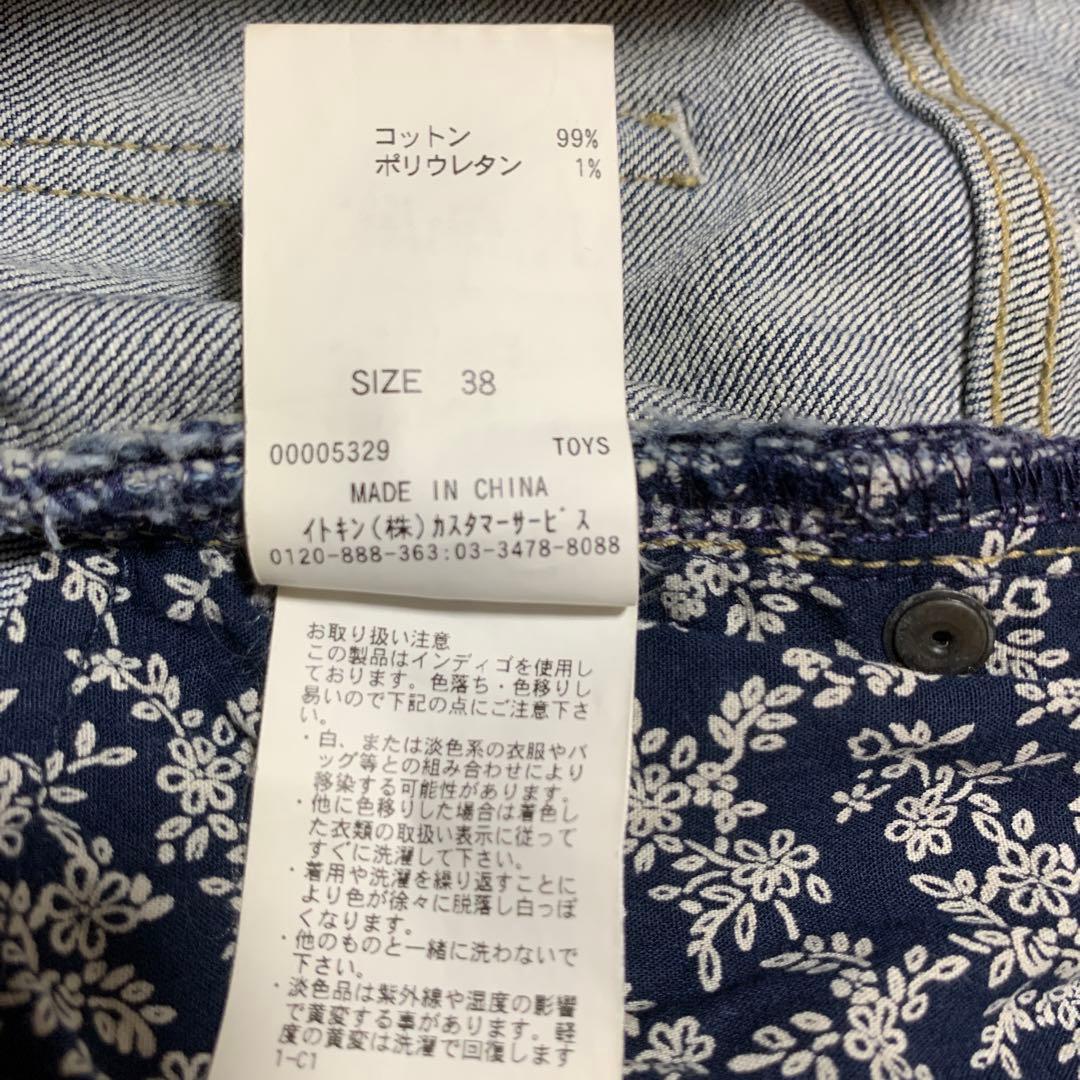 コットン 99%
ポリウレタン 1%
SIZE 38
00005329 TOYS
MADE IN CHINA
イトキン(株)カスタマーサービス
0120-888-363:03-3478-8088
お取り扱い注意
この製品はインディゴを使用し
ております。色落ち・色移りし
易いので下記の点にご注意下さ
い。
・白、または淡色系の衣服やバ
ッグ等との組み合わせにより
移染する可能性があります。
・他に色移りした場合は着色し
た衣類の取扱い表示に従って
すぐに洗濯して下さい。
・着用や洗濯を繰り返すことに
より色が徐々に脱落し白っぽ
くなります。
・他のものと一緒に洗わないで
下さい。
・淡色品は紫外線や湿度の影響
で黄変する事があります。軽
度の黄変は洗濯で回復します
1-C1